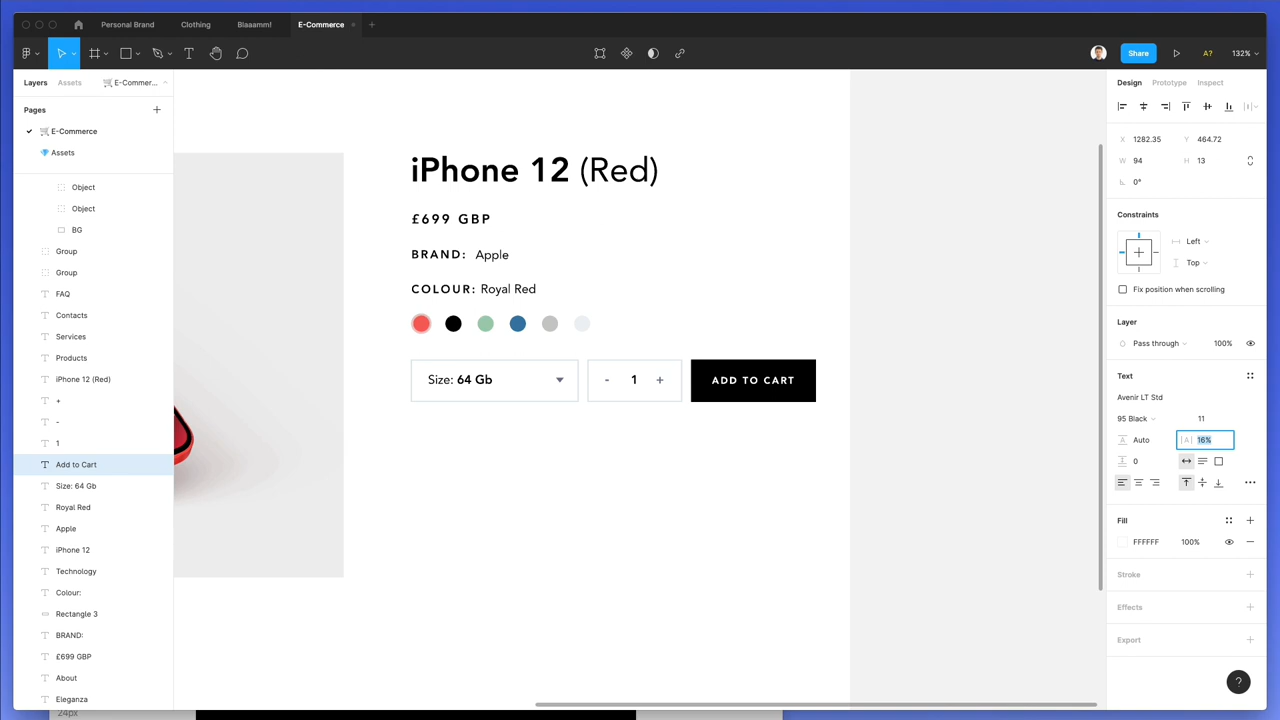 Personal Brand
Clothing
Blaaamm!
E-Commerce
Share
A?
132%
Layers
Assets
E-Commer...
Design
Prototype
Inspect
Pages
E-Commerce
Assets
Object
Object
BG
Group
Group
FAQ
Contacts
Services
Products
iPhone 12 (Red)
+
-
1
Add to Cart
Size: 64 Gb
Royal Red
Apple
iPhone 12
Technology
Colour:
Rectangle 3
BRAND:
£699 GBP
About
Eleganza
24px
iPhone 12 (Red)
£699 GBP
BRAND: Apple
COLOUR: Royal Red
Size: 64 Gb
- 1 +
ADD TO CART
X 1282.35 Y 464.72
W 94 H 13
0°
Constraints
Left
Top
Fix position when scrolling
Layer
Pass through 100%
Text
Avenir LT Std
95 Black 11
Auto 16%
0
Fill
FFFFFF 100%
Stroke
Effects
Export
?